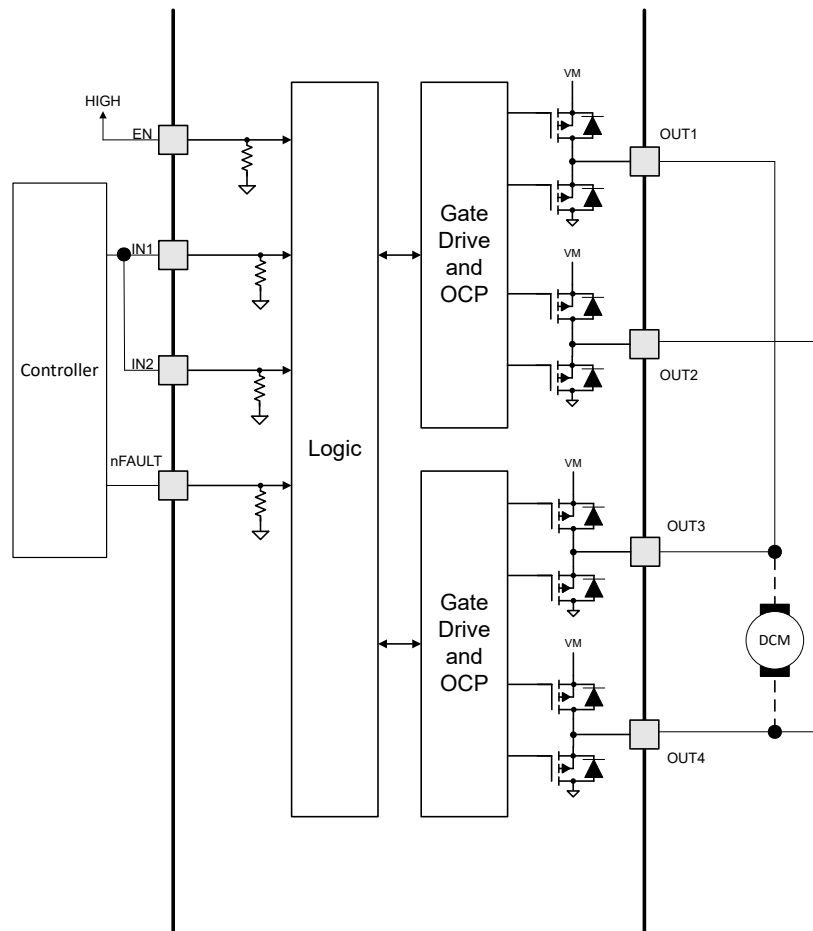 HIGH
EN
IN1
IN2
nFAULT
Controller
Logic
Gate
Drive
and
OCP
VM
VM
OUT1
OUT2
Gate
Drive
and
OCP
VM
VM
OUT3
OUT4
DCM